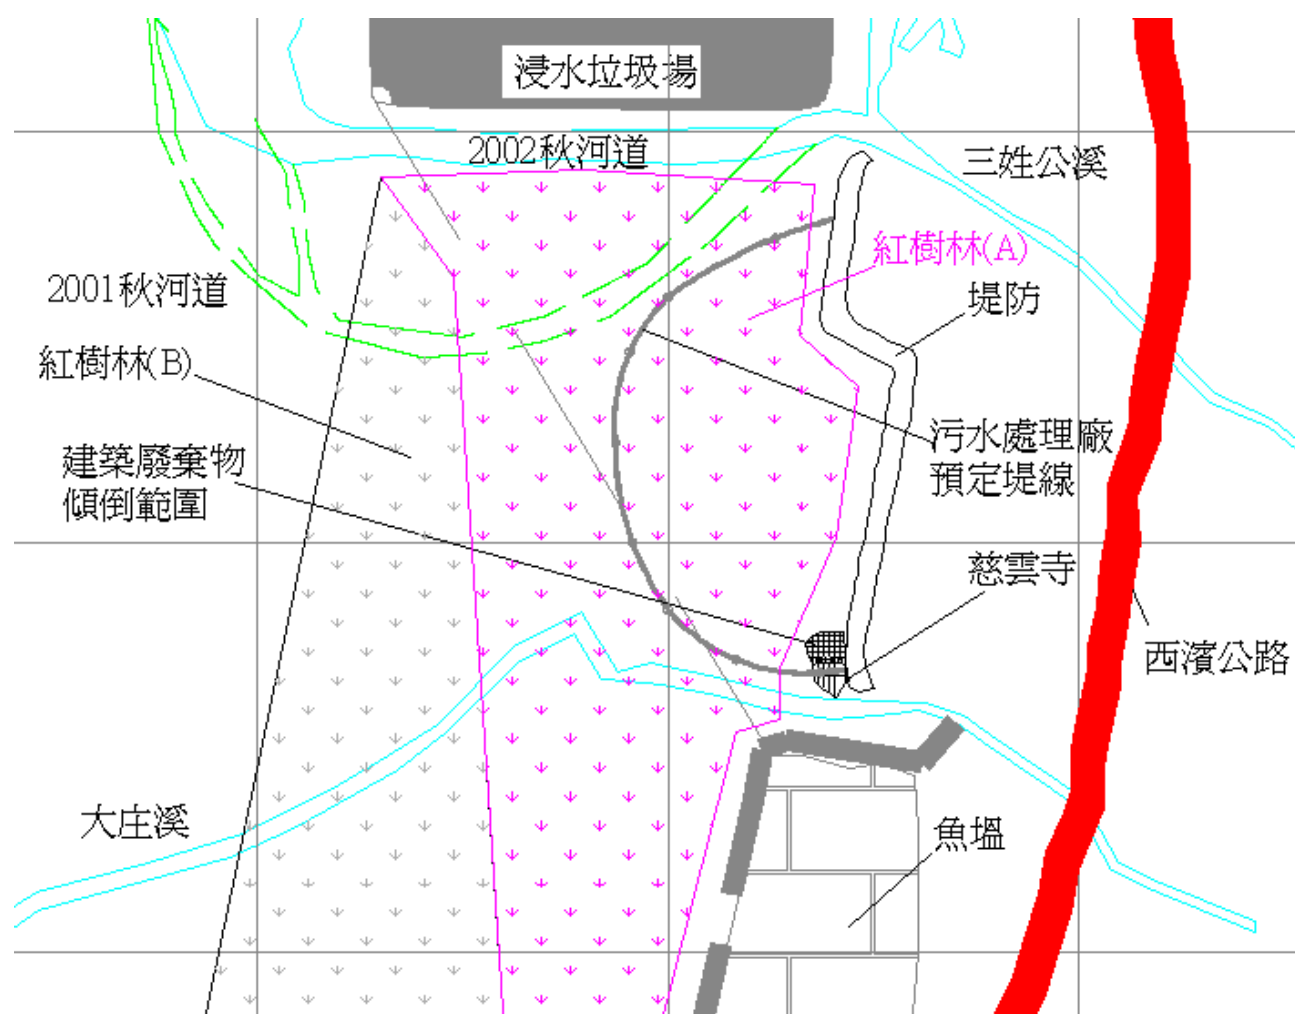 浸水垃圾場
2002秋河道
三姓公溪
紅樹林(A)
2001秋河道
堤防
紅樹林(B)
污水處理廠
預定堤線
建築廢棄物
傾倒範圍
慈雲寺
西濱公路
大庄溪
魚塭